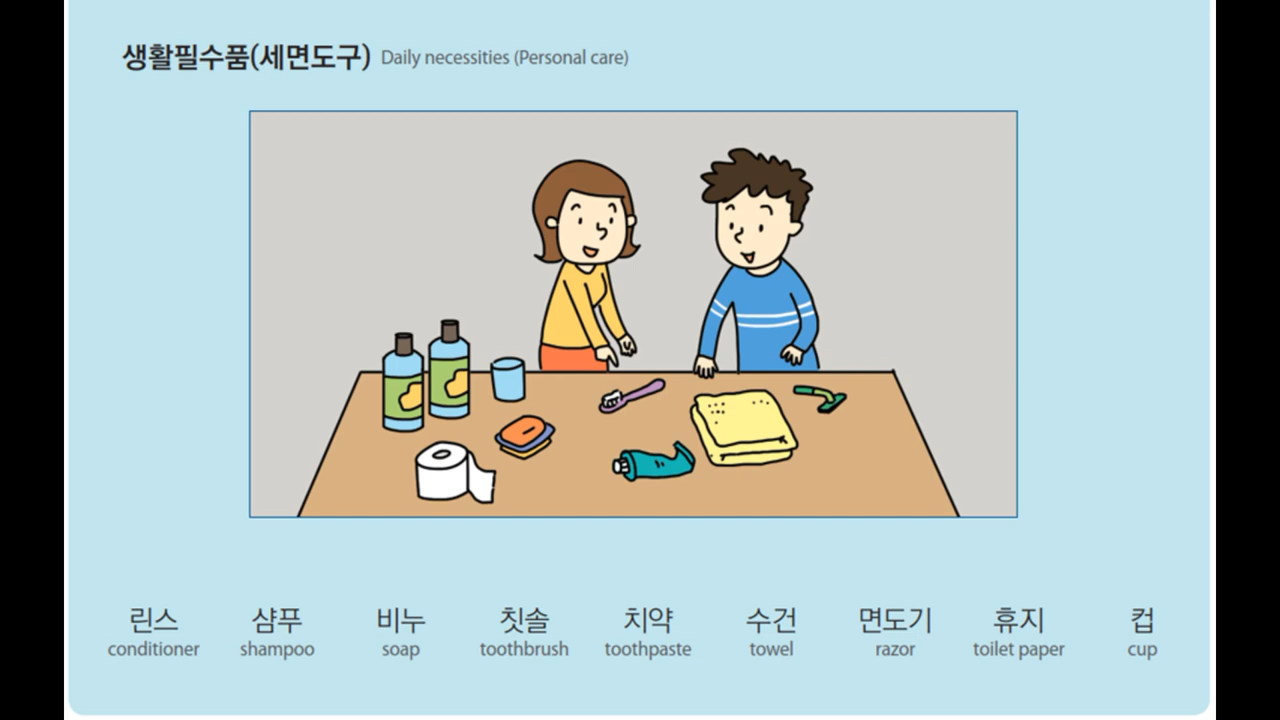 생활필수품(세면도구) Daily necessities (Personal care)
린스 샴푸 비누 칫솔 치약 수건 면도기 휴지 컵
conditioner shampoo soap toothbrush toothpaste towel razor toilet paper cup